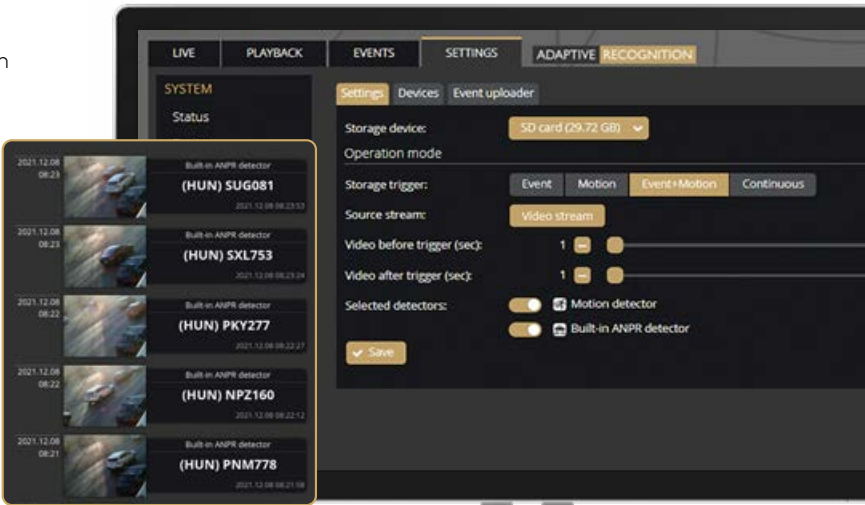 LIVE PLAYBACK EVENTS SETTINGS ADAPTIVE RECOGNITION
SYSTEM
Status
Settings Devices Event uploader
Storage device: SD card (29.72 GB)
Operation mode
Storage trigger: Event Motion Event+Motion Continuous
Source stream: Video stream
Video before trigger (sec): 1
Video after trigger (sec): 1
Selected detectors: Motion detector
Built-in ANPR detector
Save
2021.12.08
08:23
Built-in ANPR detector
(HUN) SUG081
2021.12.08 08:23:53
2021.12.08
08:23
Built-in ANPR detector
(HUN) SXL753
2021.12.08 08:23:24
2021.12.08
08:22
Built-in ANPR detector
(HUN) PKY277
2021.12.08 08:22:27
2021.12.08
08:22
Built-in ANPR detector
(HUN) NPZ160
2021.12.08 08:22:12
2021.12.08
08:21
Built-in ANPR detector
(HUN) PNM778
2021.12.08 08:21:58